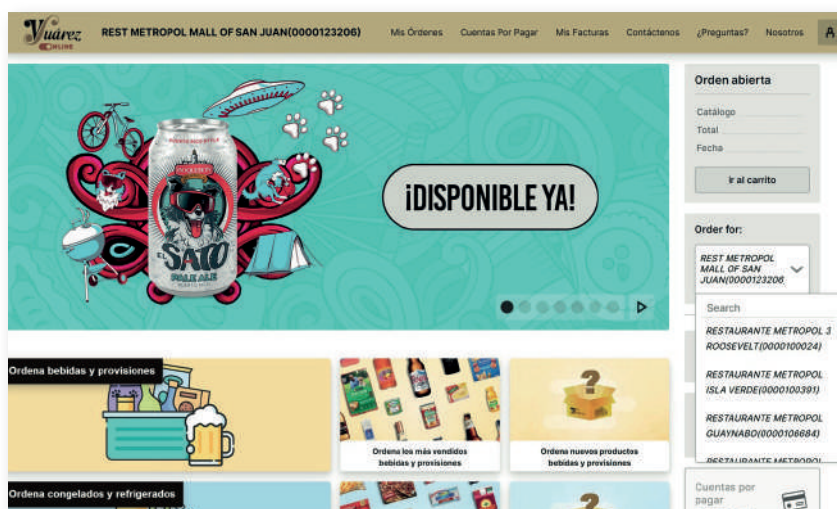 Vuárez
ONLINE
REST METROPOL MALL OF SAN JUAN(0000123206)
Mis Órdenes
Cuentas Por Pagar
Mis Facturas
Contáctenos
¿Preguntas?
Nosotros
EL
SATO
PALE ALE
¡DISPONIBLE YA!
Orden abierta
Catálogo
Total
Fecha
Ir al carrito
Order for:
REST METROPOL
MALL OF SAN
JUAN(0000123206
Search
RESTAURANTE METROPOL 3
ROOSEVELT(0000100024)
RESTAURANTE METROPOL
ISLA VERDE(0000100391)
RESTAURANTE METROPOL
GUAYNABO(0000106684)
RESTAURANTE METROPOL
Ordena bebidas y provisiones
Ordena los más vendidos
bebidas y provisiones
Ordena nuevos productos
bebidas y provisiones
Ordena congelados y refrigerados
Cuentas por
pagar